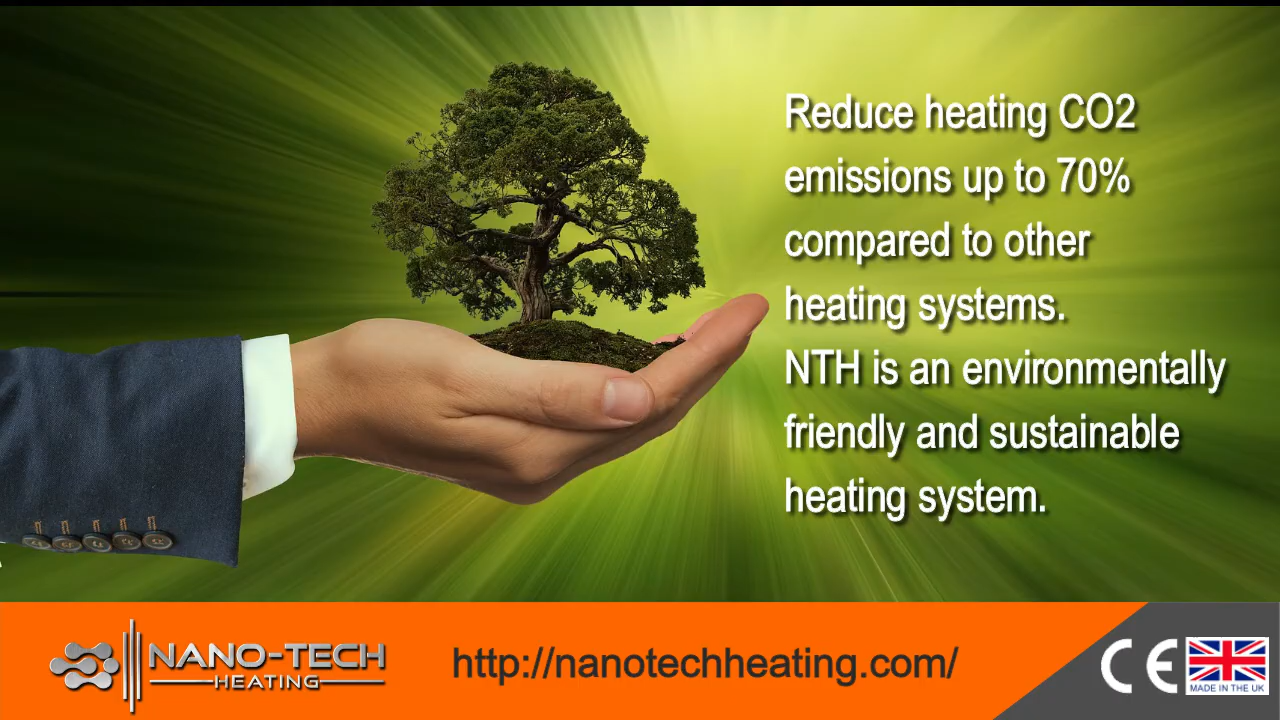 Reduce heating CO2
emissions up to 70%
compared to other
heating systems.
NTH is an environmentally
friendly and sustainable
heating system.
NANO-TECH
HEATING
http://nanotechheating.com/
CE
MADE IN THE UK